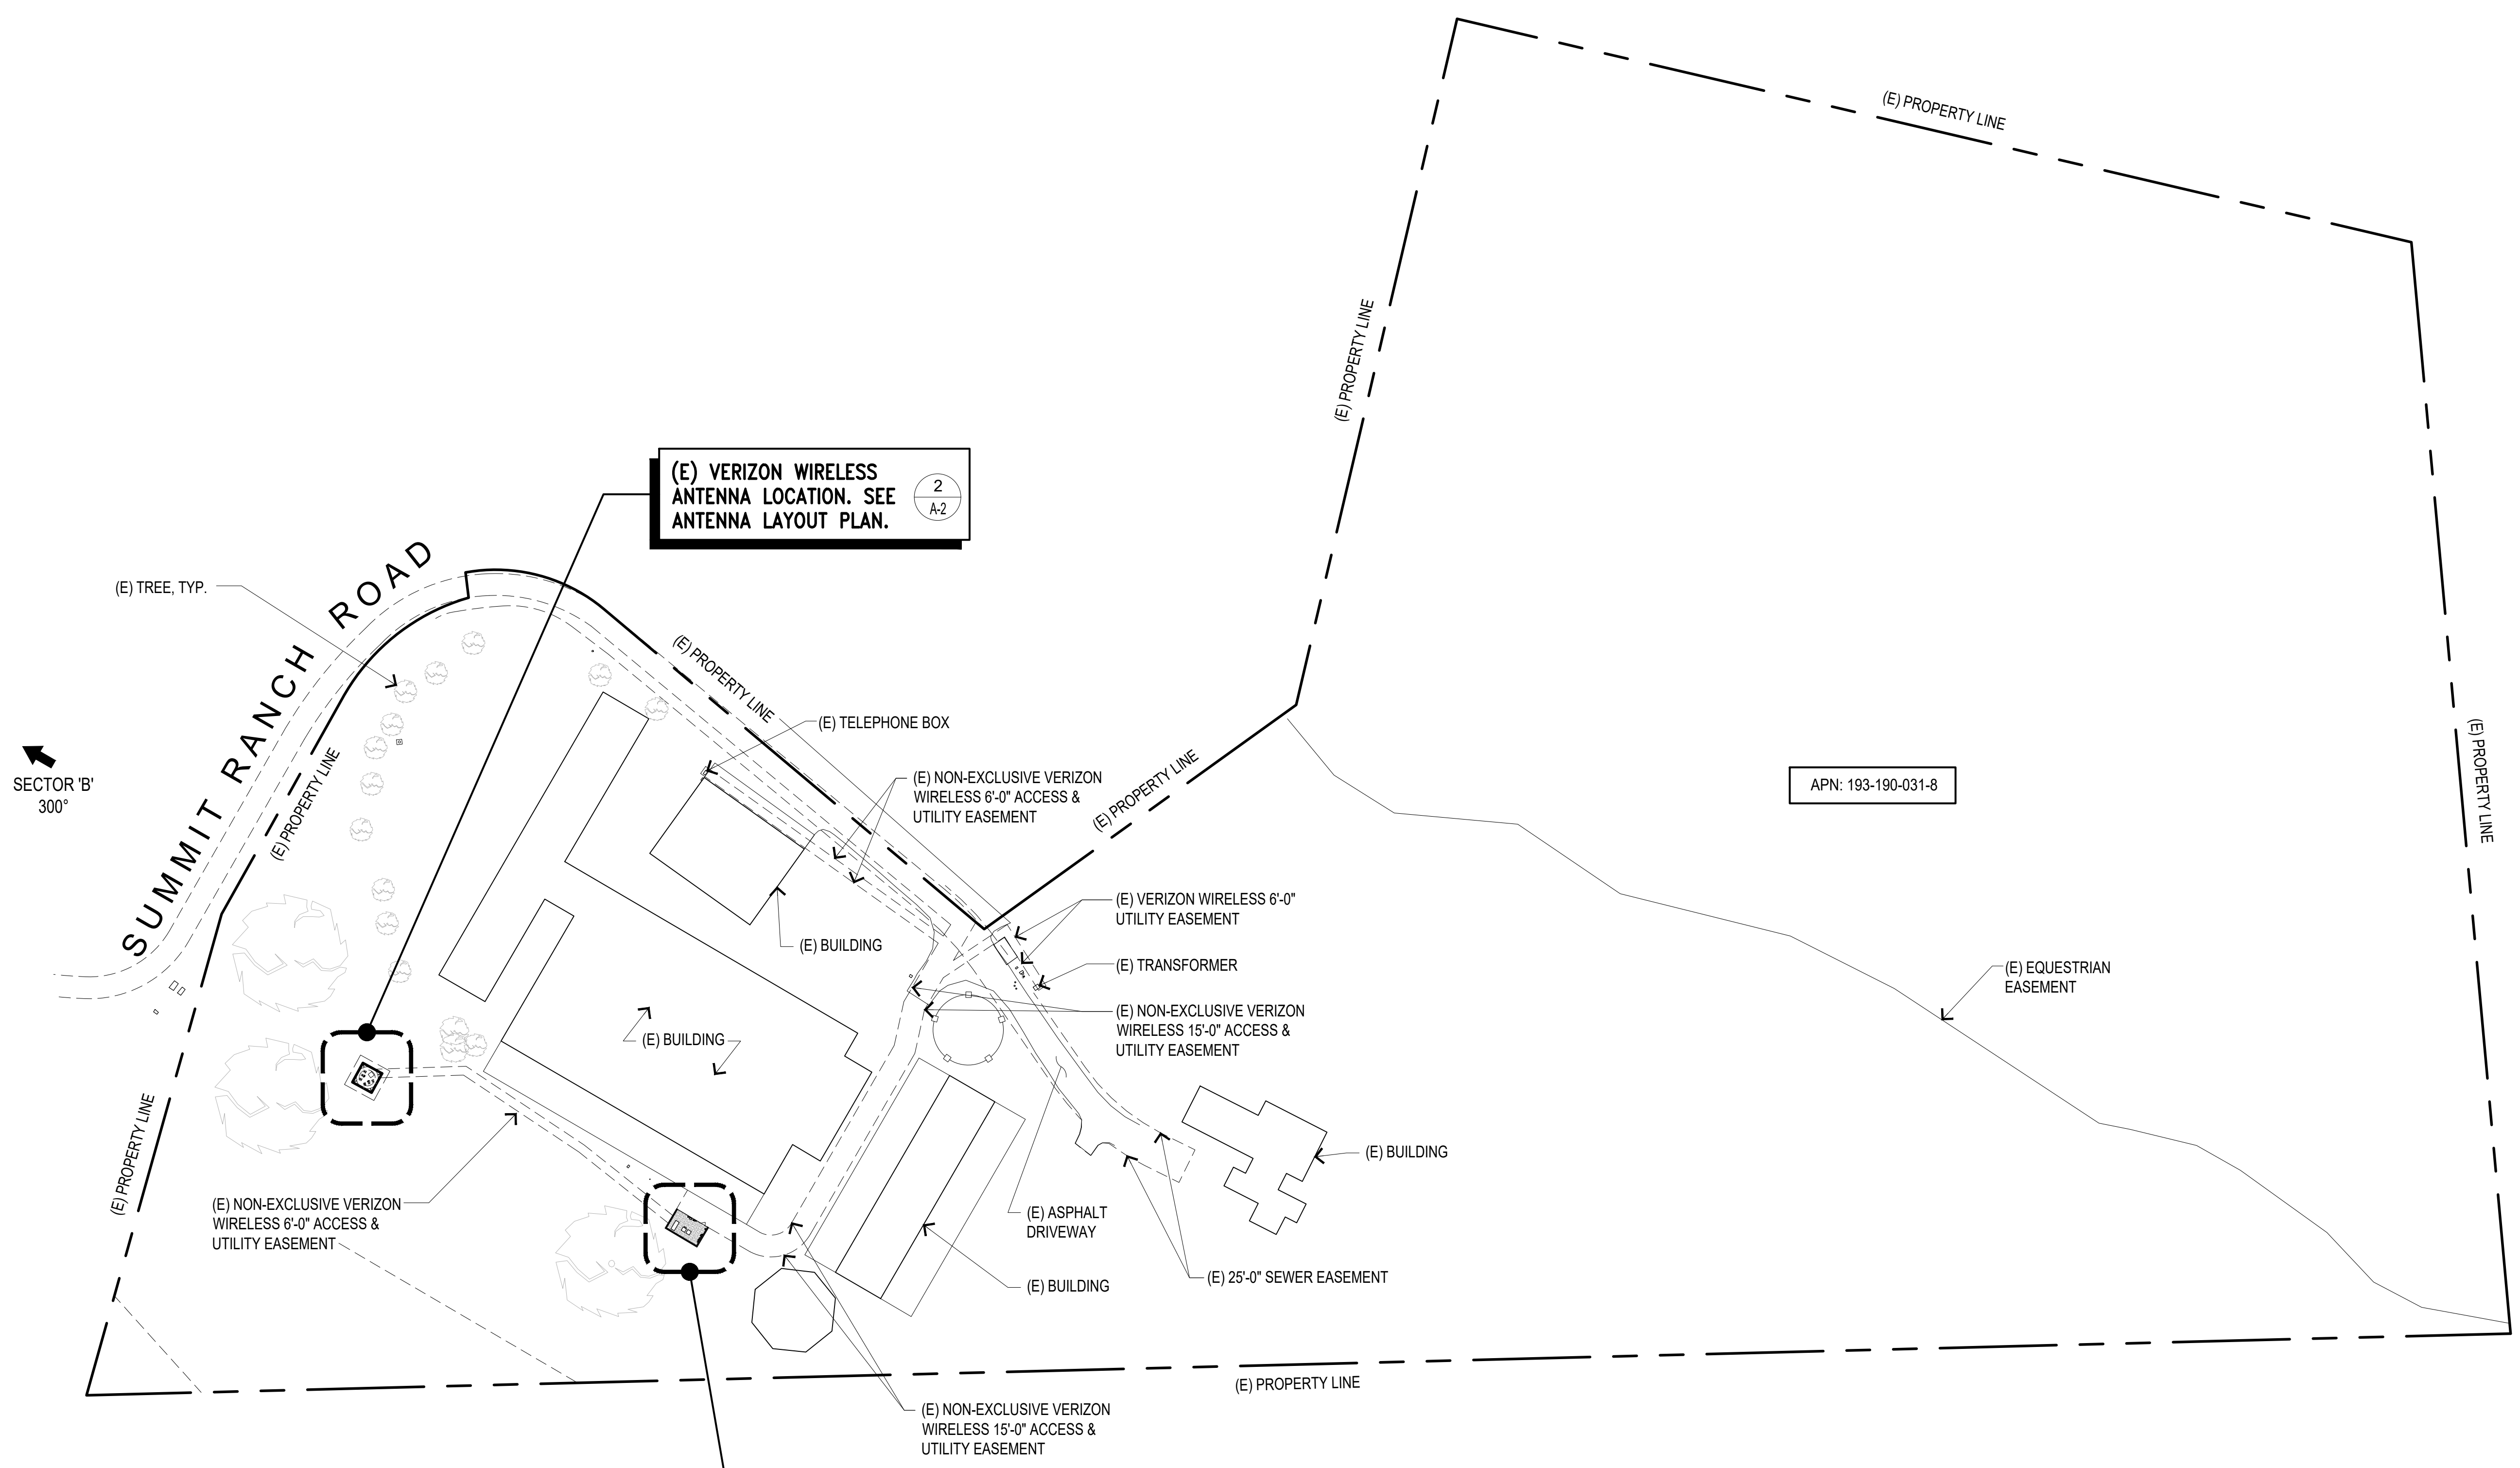 (E) PROPERTY LINE
(E) PROPERTY LINE
(E) VERIZON WIRELESS
ANTENNA LOCATION. SEE
ANTENNA LAYOUT PLAN.
2
A-2
(E) TREE, TYP.
SUMMIT RANCH ROAD
(E) PROPERTY LINE
(E) TELEPHONE BOX
(E) PROPERTY LINE
SECTOR 'B'
300°
(E) PROPERTY LINE
(E) NON-EXCLUSIVE VERIZON
WIRELESS 6'-0" ACCESS &
UTILITY EASEMENT
(E) PROPERTY LINE
APN: 193-190-031-8
(E) VERIZON WIRELESS 6'-0"
UTILITY EASEMENT
(E) BUILDING
(E) TRANSFORMER
(E) EQUESTRIAN
EASEMENT
(E) NON-EXCLUSIVE VERIZON
WIRELESS 15'-0" ACCESS &
UTILITY EASEMENT
(E) BUILDING
(E) PROPERTY LINE
(E) BUILDING
(E) NON-EXCLUSIVE VERIZON
WIRELESS 6'-0" ACCESS &
UTILITY EASEMENT
(E) ASPHALT
DRIVEWAY
(E) BUILDING
(E) 25'-0" SEWER EASEMENT
(E) PROPERTY LINE
(E) NON-EXCLUSIVE VERIZON
WIRELESS 15'-0" ACCESS &
UTILITY EASEMENT